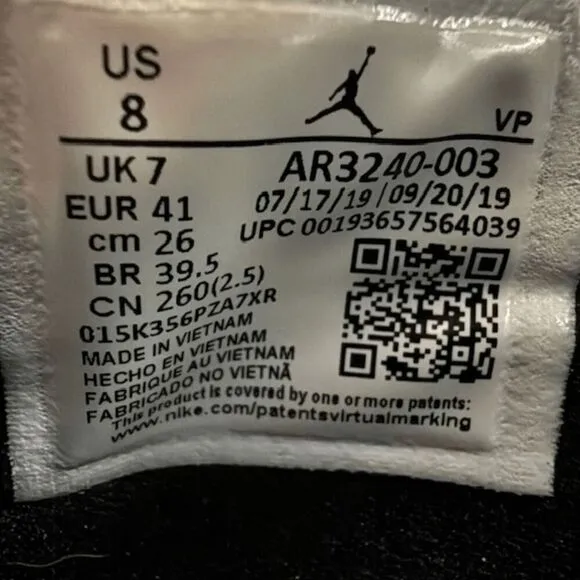 US
8
VP
UK 7
EUR 41
cm 26
BR 39.5
CN 260(2.5)
015K356PZA7XR
MADE IN VIETNAM
HECHO EN VIETNAM
FABRIQUE AU VIETNAM
FABRICADO NO VIETNÃ
AR3240-003
07/17/19/09/20/19
UPC 00193657564039
This product is covered by one or more patents:
www.nike.com/patentsvirtualmarking